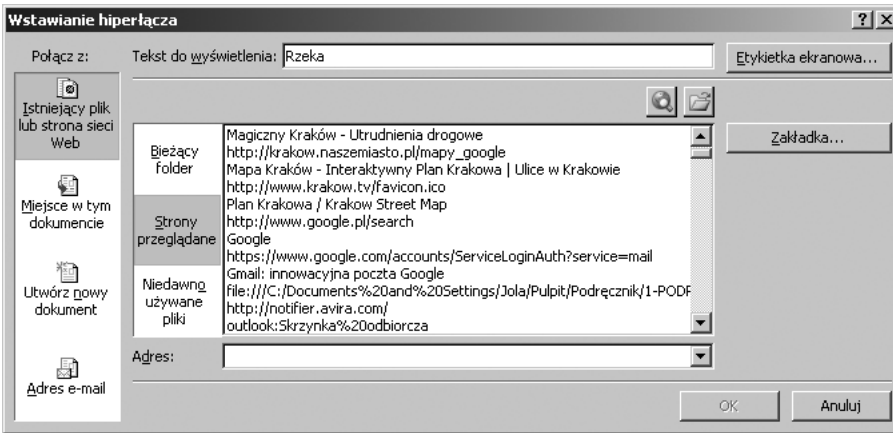 Wstawianie hiperłącza
Połącz z:
Tekst do wyświetlenia: Rzeka
Etykietka ekranowa...
Istniejący plik
lub strona sieci
Web
Miejsce w tym
dokumencie
Utwórz nowy
dokument
Adres e-mail
Bieżący
folder
Strony
przeglądane
Niedawno
używane
pliki
Magiczny Kraków - Utrudnienia drogowe
http://krakow.naszemiasto.pl/mapy_google
Mapa Kraków - Interaktywny Plan Krakowa | Ulice w Krakowie
http://www.krakow.tv/favicon.ico
Plan Krakowa / Krakow Street Map
http://www.google.pl/search
Google
https://www.google.com/accounts/ServiceLoginAuth?service=mail
Gmail: innowacyjna poczta Google
file:///C:/Documents%20and%20Settings/Jola/Pulpit/Podręcznik/1-PODR
http://notifier.avira.com/
outlook:Skrzynka%20odbiorcza
Zakładka...
Adres:
OK
Anuluj